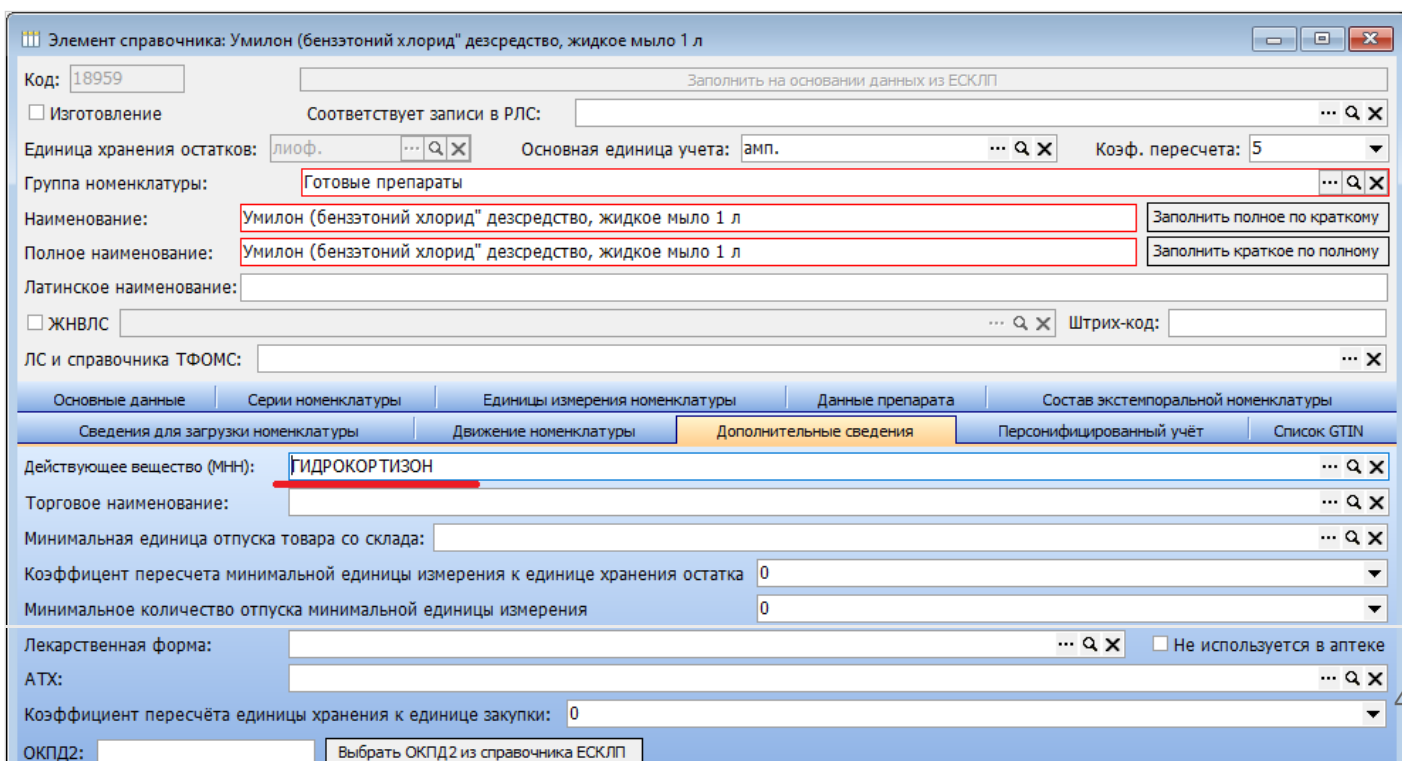 Элемент справочника: Умилон (бензэтоний хлорид" дезсредство, жидкое мыло 1 л
Код: 18959 Заполнить на основании данных из ЕСКЛП
Изготовление Соответствует записи в РЛС:
Единица хранения остатков: лиоф. Основная единица учета: амп. Коэф. пересчета: 5
Группа номенклатуры: Готовые препараты
Наименование: Умилон (бензэтоний хлорид" дезсредство, жидкое мыло 1 л Заполнить полное по краткому
Полное наименование: Умилон (бензэтоний хлорид" дезсредство, жидкое мыло 1 л Заполнить краткое по полному
Латинское наименование:
ЖНВЛС Штрих-код:
ЛС и справочника ТФОМС:
Основные данные Серии номенклатуры Единицы измерения номенклатуры Данные препарата Состав экстемпоральной номенклатуры
Сведения для загрузки номенклатуры Движение номенклатуры Дополнительные сведения Персонифицированный учёт Список GTIN
Действующее вещество (МНН): ГИДРОКОРТИЗОН
Торговое наименование:
Минимальная единица отпуска товара со склада:
Коэффицент пересчета минимальной единицы измерения к единице хранения остатка 0
Минимальное количество отпуска минимальной единицы измерения 0
Лекарственная форма: Не используется в аптеке
АТХ:
Коэффициент пересчёта единицы хранения к единице закупки: 0
ОКПД2: Выбрать ОКПД2 из справочника ЕСКЛП